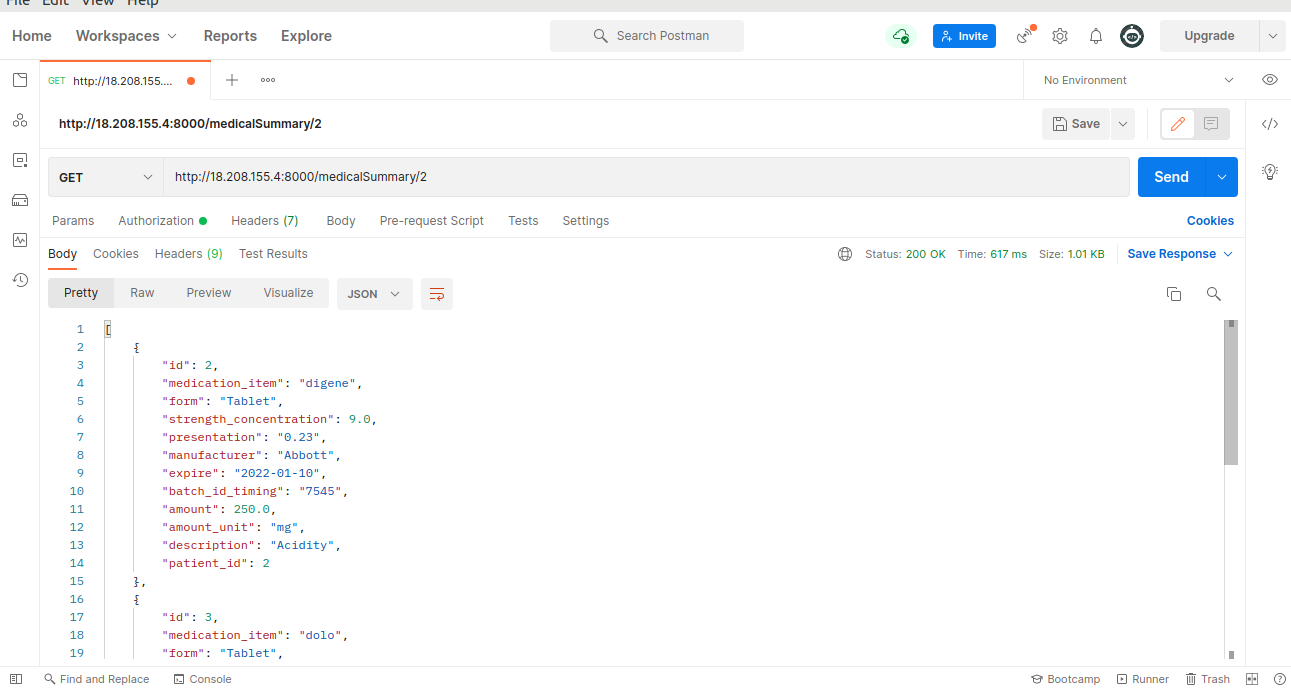 File Edit View Help
Home Workspaces Reports Explore Search Postman Invite Upgrade
GET http://18.208.155.... No Environment
http://18.208.155.4:8000/medicalSummary/2 Save
GET http://18.208.155.4:8000/medicalSummary/2 Send
Params Authorization Headers (7) Body Pre-request Script Tests Settings Cookies
Body Cookies Headers (9) Test Results Status: 200 OK Time: 617 ms Size: 1.01 KB Save Response
Pretty Raw Preview Visualize JSON
1 [
2 {
3 "id": 2,
4 "medication_item": "digene",
5 "form": "Tablet",
6 "strength_concentration": 9.0,
7 "presentation": "0.23",
8 "manufacturer": "Abbott",
9 "expire": "2022-01-10",
10 "batch_id_timing": "7545",
11 "amount": 250.0,
12 "amount_unit": "mg",
13 "description": "Acidity",
14 "patient_id": 2
15 },
16 {
17 "id": 3,
18 "medication_item": "dolo",
19 "form": "Tablet",
Find and Replace Console Bootcamp Runner Trash